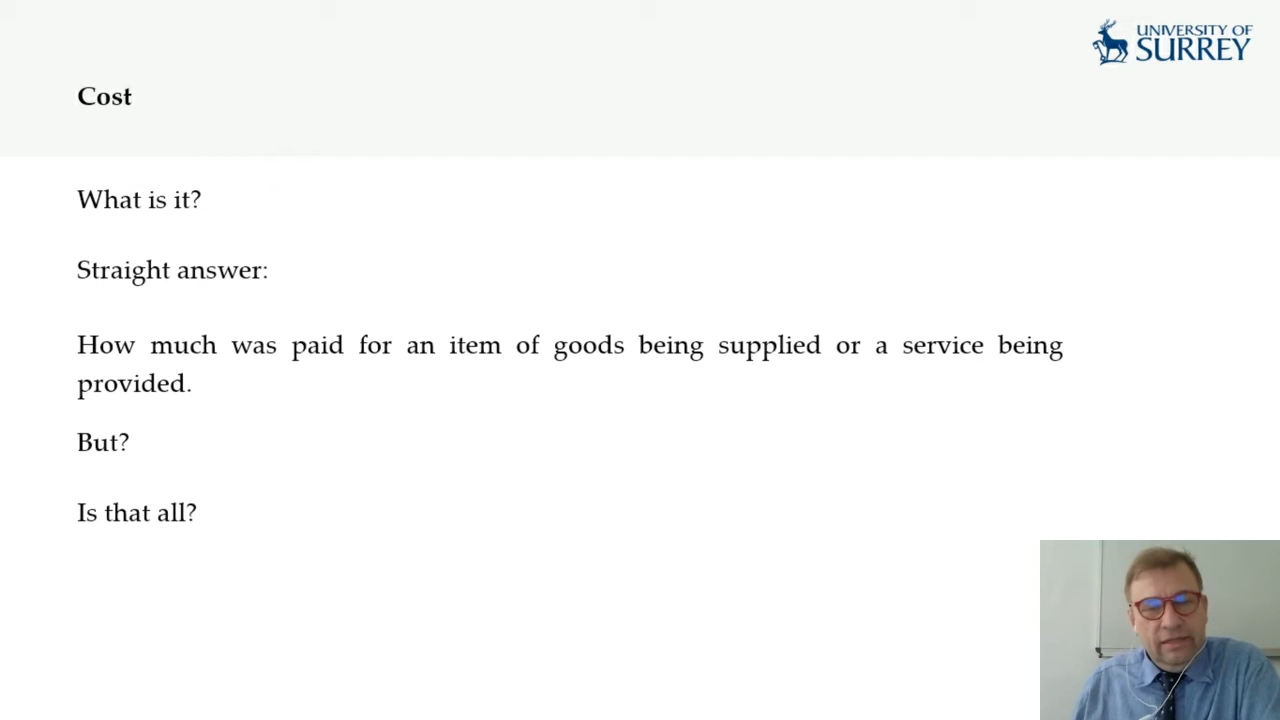 UNIVERSITY OF
SURREY
Cost
What is it?
Straight answer:
How much was paid for an item of goods being supplied or a service being
provided.
But?
Is that all?